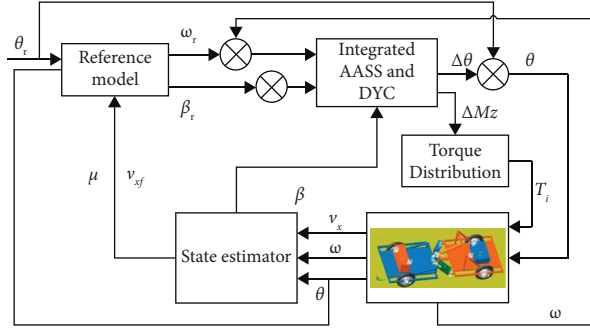 θr
Reference
model
ωr
βr
Integrated
AASS and
DYC
Δθ
θ
ΔMz
Torque
Distribution
Ti
μ
vxf
β
State estimator
vx
ω
θ
ω